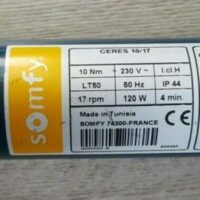 somfy
CERES 10/17
10 Nm 230 V ~ I.cl.H
LT50 50 Hz IP 44
17 rpm 120 W 4 min.
Made in Tunisia
SOMFY 74300-FRANCE